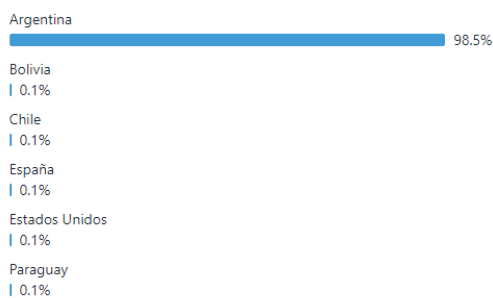 Argentina
98.5%
Bolivia
0.1%
Chile
0.1%
España
0.1%
Estados Unidos
0.1%
Paraguay
0.1%